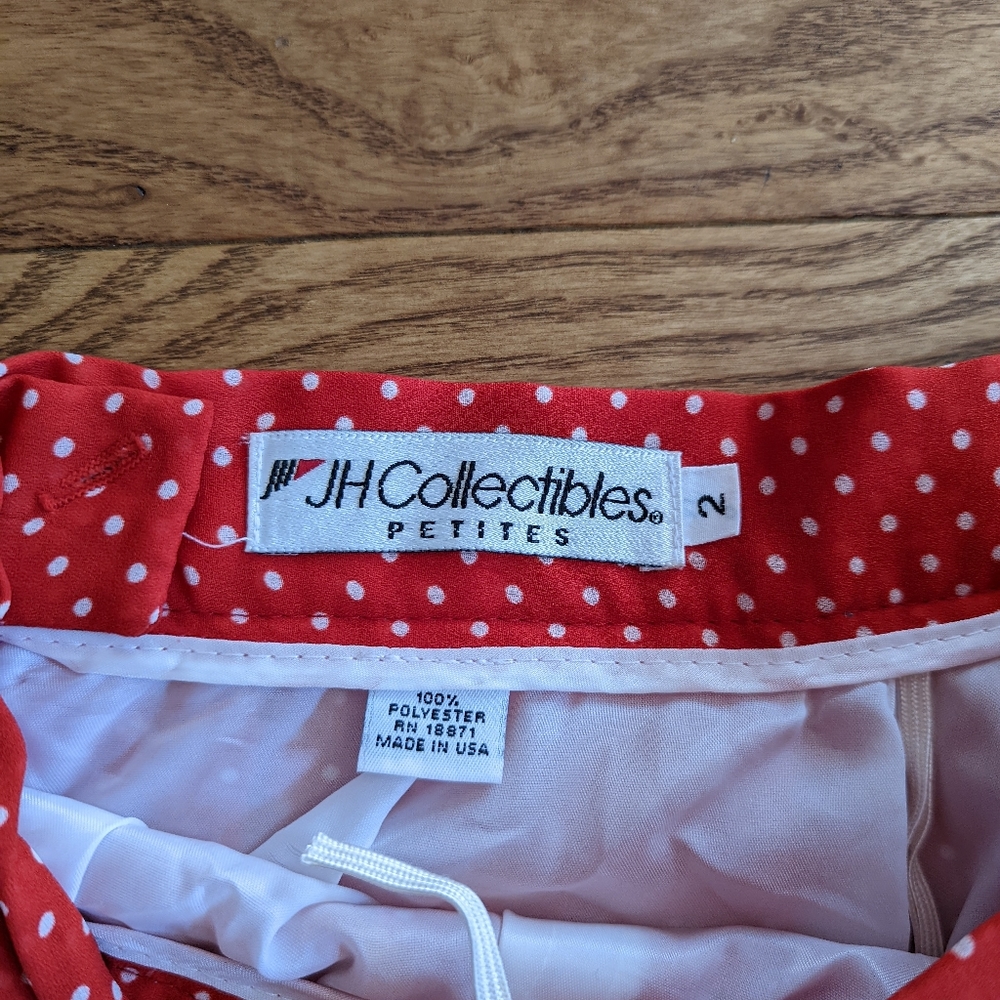 JH Collectibles®
PETITES
2
100%
POLYESTER
RN 18871
MADE IN USA